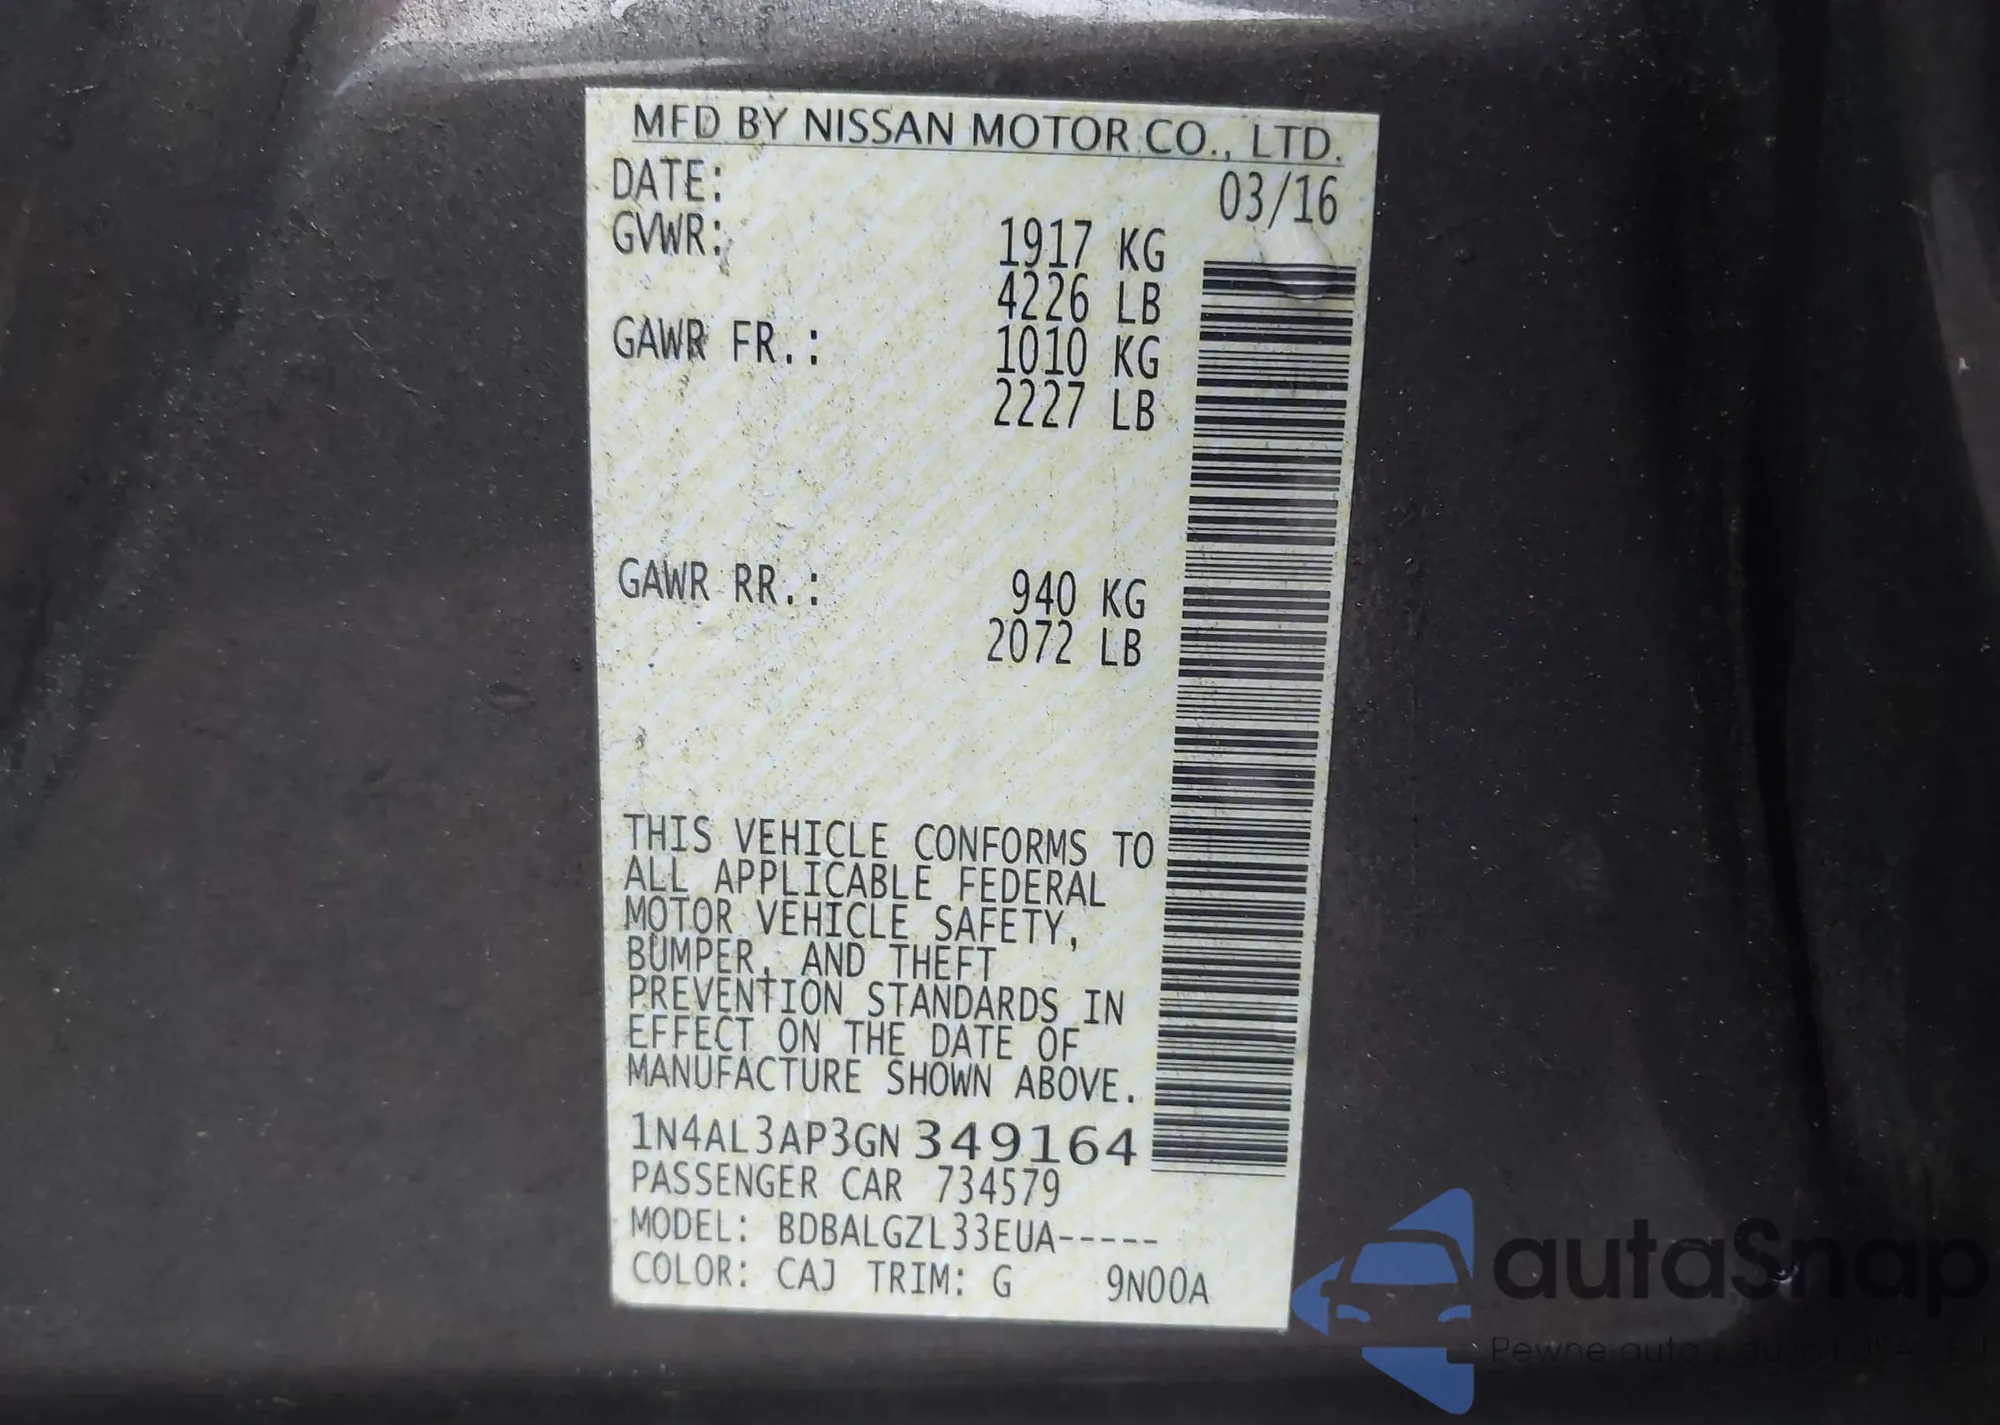 MFD BY NISSAN MOTOR CO., LTD.
DATE: 03/16
GVWR: 1917 KG
4226 LB
GAWR FR.: 1010 KG
2227 LB
GAWR RR.: 940 KG
2072 LB
THIS VEHICLE CONFORMS TO
ALL APPLICABLE FEDERAL
MOTOR VEHICLE SAFETY,
BUMPER, AND THEFT
PREVENTION STANDARDS IN
EFFECT ON THE DATE OF
MANUFACTURE SHOWN ABOVE.
1N4AL3AP3GN349164
PASSENGER CAR 734579
MODEL: BDBALGZL33EUA-----
COLOR: CAJ TRIM: G 9N00A
autaSnap
Pewne auta z aukcji